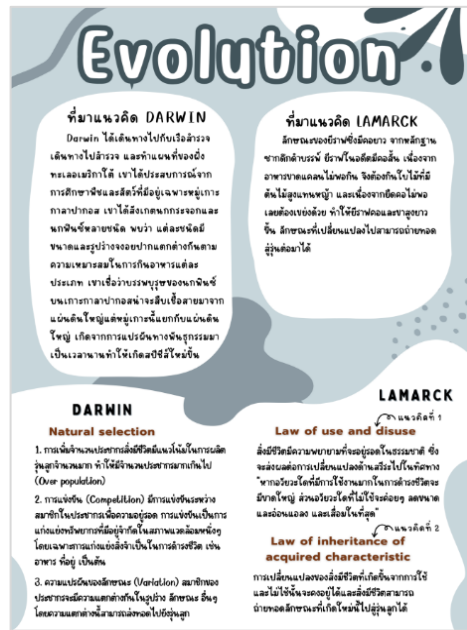 Evolution
ที่มาแนวคิด DARWIN
Darwin ได้เดินทางไปกับเรือสำรวจ
เดินทางไปสำรวจ และทำแผนที่ของฝั่ง
ทะเลอเมริกาใต้ เขาได้ประสบการณ์จาก
การศึกษาพืชและสัตว์ที่มีอยู่เฉพาะหมู่เกาะ
กาลาปากอส เขาได้สังเกตนกกระจอกและ
นกฟินช์หลายชนิด พบว่า แต่ละชนิดมี
ขนาดและรูปร่างจงอยปากแตกต่างกันตาม
ความเหมาะสมในการกินอาหารแต่ละ
ประเภท เขาเชื่อว่าบรรพบุรุษของนกฟินช์
บนเกาะกาลาปากอสน่าจะสืบเชื้อสายมาจาก
แผ่นดินใหญ่แต่หมู่เกาะนี้แยกกับแผ่นดิน
ใหญ่ เกิดจากการแปรผันทางพันธุกรรมมา
เป็นเวลานานทำให้เกิดสปีชีส์ใหม่ขึ้น
ที่มาแนวคิด LAMARCK
ลักษณะของยีราฟซึ่งมีคอยาว จากหลักฐาน
ซากดึกดำบรรพ์ ยีราฟในอดีตมีคอสั้น เนื่องจาก
อาหารขาดแคลนไม่พอกิน จึงต้องกินใบไม้ที่มี
ต้นไม้สูงแทนหญ้า และเนื่องจากยืดคอไม่พอ
เลยต้องเขย่งด้วย ทำให้ยีราฟคอและขาสูงยาว
ขึ้น ลักษณะที่เปลี่ยนแปลงไปสามารถถ่ายทอด
สู่รุ่นต่อมาได้
DARWIN
Natural selection
1. การเพิ่มจำนวนประชากรสิ่งมีชีวิตมีแนวโน้มในการผลิต
รุ่นลูกจำนวนมาก ทำให้มีจำนวนประชากรมากเกินไป
(Over population)
2. การแข่งขัน (Competition) มีการแข่งขันระหว่าง
สมาชิกในประชากรเพื่อความอยู่รอด การแข่งขันเป็นการ
แก่งแย่งทรัพยากรที่มีอยู่จำกัดในสภาพแวดล้อมหนึ่งๆ
โดยเฉพาะการแก่งแย่งสิ่งจำเป็นในการดำรงชีวิต เช่น
อาหาร ที่อยู่ เป็นต้น
3. ความแปรผันของลักษณะ (Variation) สมาชิกของ
ประชากรจะมีความแตกต่างกันในรูปร่าง ลักษณะ อื่นๆ
โดยความแตกต่างนี้สามารถส่งทอดไปยังรุ่นลูก
LAMARCK
แนวคิดที่ 1
Law of use and disuse
สิ่งมีชีวิตมีความพยายามที่จะอยู่รอดในธรรมชาติ ซึ่ง
จะส่งผลต่อการเปลี่ยนแปลงด้านสรีระไปในทิศทาง
"หากอวัยวะใดที่มีการใช้งานมากในการดำรงชีวิตจะ
มีขนาดใหญ่ ส่วนอวัยวะใดที่ไม่ใช้จะค่อยๆ ลดขนาด
และอ่อนแอลง และเสื่อมในที่สุด"
แนวคิดที่ 2
Law of inheritance of
acquired characteristic
การเปลี่ยนแปลงของสิ่งมีชีวิตที่เกิดขึ้นจากการใช้
และไม่ใช้นั้นจะคงอยู่ได้และสิ่งมีชีวิตสามารถ
ถ่ายทอดลักษณะที่เกิดใหม่นี้ไปสู่รุ่นลูกได้